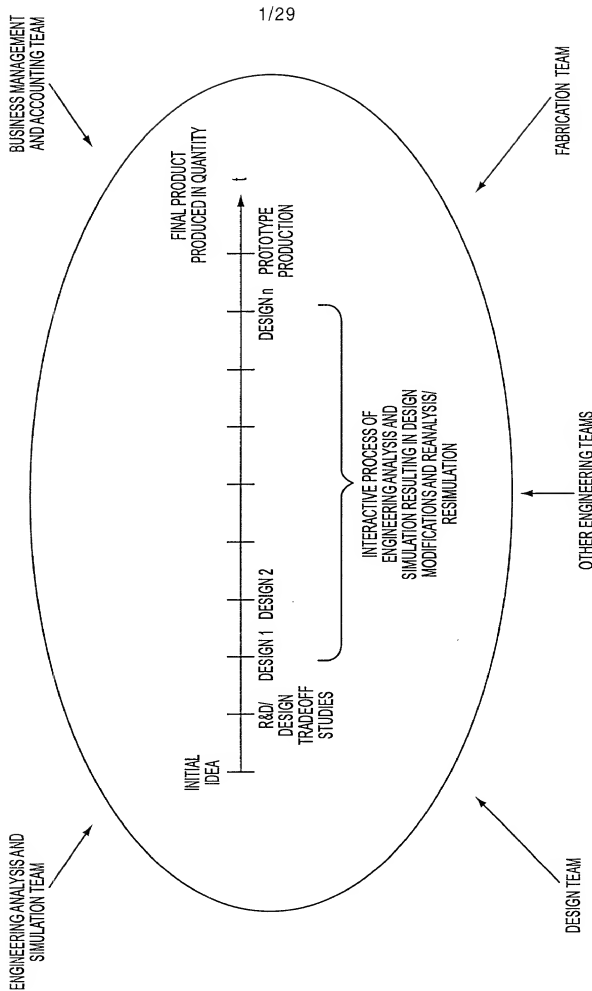 1/29
ENGINEERING ANALYSIS AND
SIMULATION TEAM
BUSINESS MANAGEMENT
AND ACCOUNTING TEAM
INITIAL
IDEA
FINAL PRODUCT
PRODUCED IN QUANTITY
t
R&D/
DESIGN
TRADEOFF
STUDIES
DESIGN 1
DESIGN 2
DESIGN n
PROTOTYPE
PRODUCTION
INTERACTIVE PROCESS OF
ENGINEERING ANALYSIS AND
SIMULATION RESULTING IN DESIGN
MODIFICATIONS AND REANALYSIS/
RESIMULATION
DESIGN TEAM
OTHER ENGINEERING TEAMS
FABRICATION TEAM